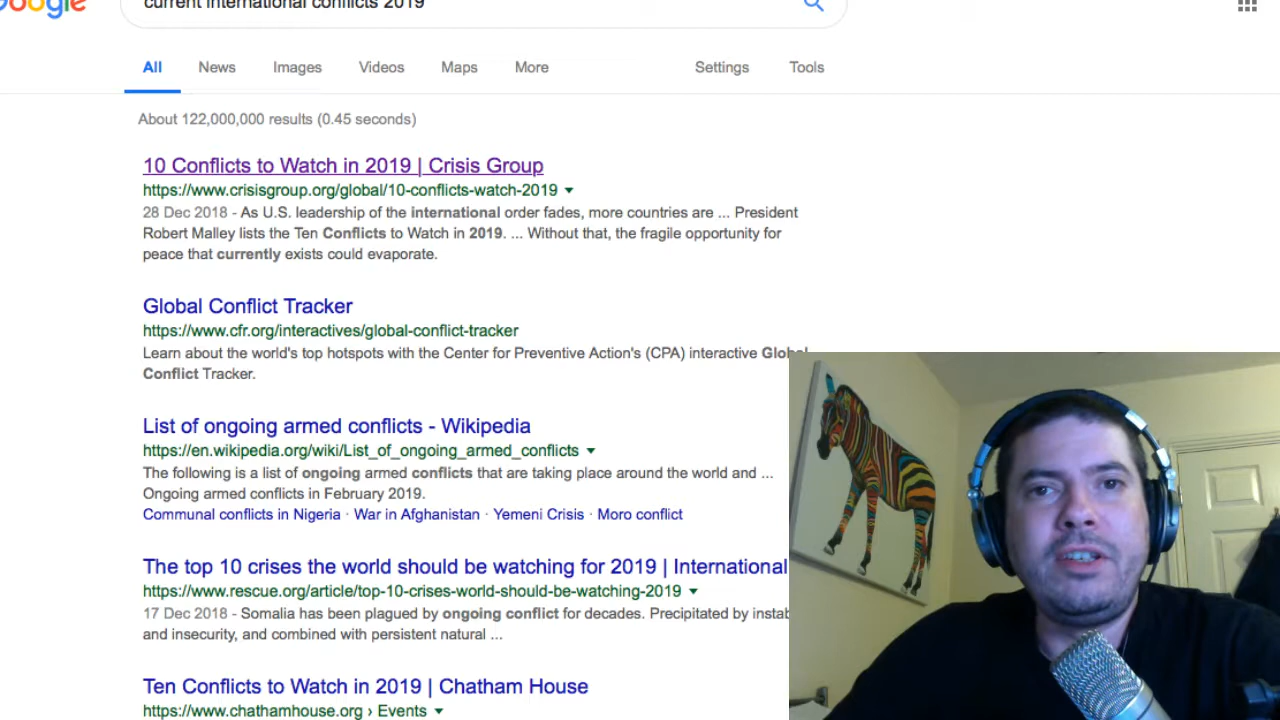 Google
current international conflicts 2019
All News Images Videos Maps More Settings Tools
About 122,000,000 results (0.45 seconds)
10 Conflicts to Watch in 2019 | Crisis Group
https://www.crisisgroup.org/global/10-conflicts-watch-2019
28 Dec 2018 - As U.S. leadership of the international order fades, more countries are ... President
Robert Malley lists the Ten Conflicts to Watch in 2019. ... Without that, the fragile opportunity for
peace that currently exists could evaporate.
Global Conflict Tracker
https://www.cfr.org/interactives/global-conflict-tracker
Learn about the world's top hotspots with the Center for Preventive Action's (CPA) interactive Global
Conflict Tracker.
List of ongoing armed conflicts - Wikipedia
https://en.wikipedia.org/wiki/List_of_ongoing_armed_conflicts
The following is a list of ongoing armed conflicts that are taking place around the world and ...
Ongoing armed conflicts in February 2019.
Communal conflicts in Nigeria · War in Afghanistan · Yemeni Crisis · Moro conflict
The top 10 crises the world should be watching for 2019 | International
https://www.rescue.org/article/top-10-crises-world-should-be-watching-2019
17 Dec 2018 - Somalia has been plagued by ongoing conflict for decades. Precipitated by instab
and insecurity, and combined with persistent natural ...
Ten Conflicts to Watch in 2019 | Chatham House
https://www.chathamhouse.org › Events